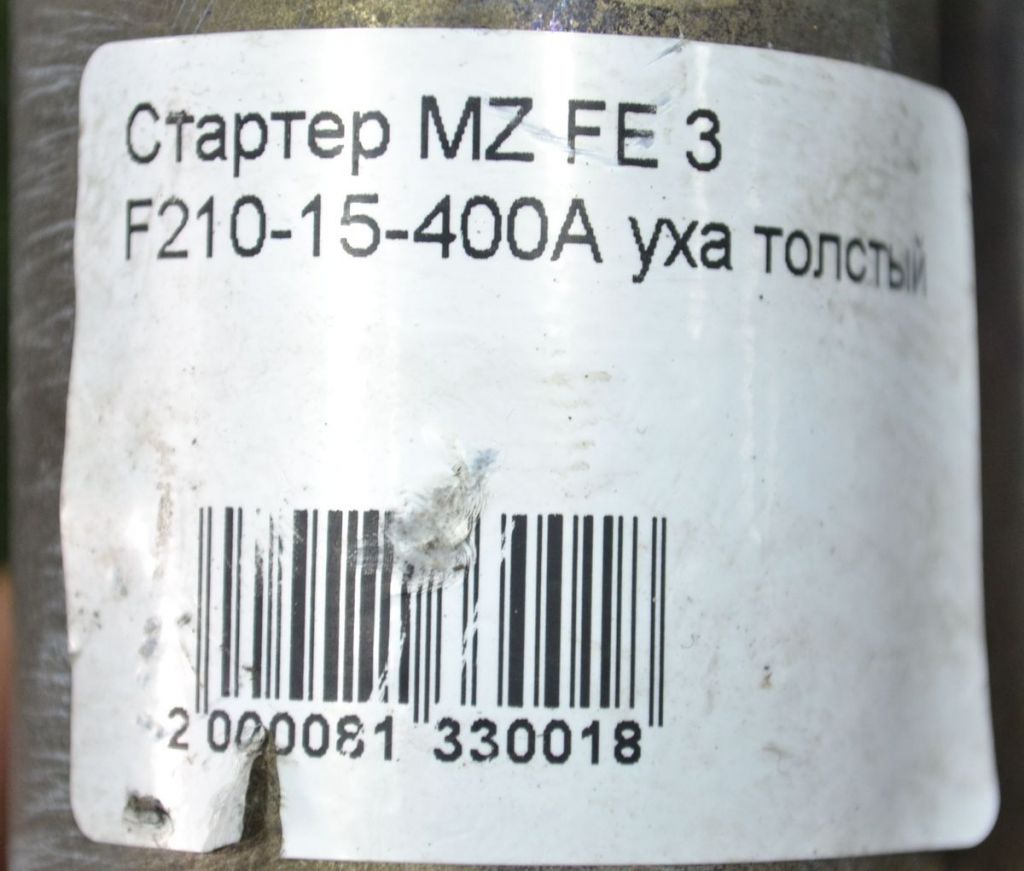 Стартер MZ FE 3
F210-15-400A уха толстый
2 000081 330018